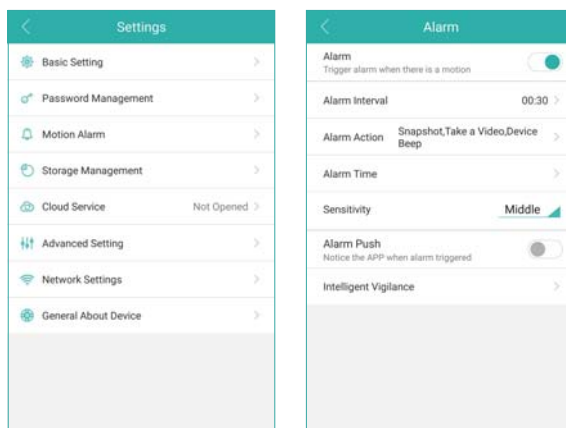 Settings
Basic Setting
Password Management
Motion Alarm
Storage Management
Cloud Service Not Opened
Advanced Setting
Network Settings
General About Device
Alarm
Alarm
Trigger alarm when there is a motion
Alarm Interval 00:30
Alarm Action Snapshot,Take a Video,Device
Beep
Alarm Time
Sensitivity Middle
Alarm Push
Notice the APP when alarm triggered
Intelligent Vigilance